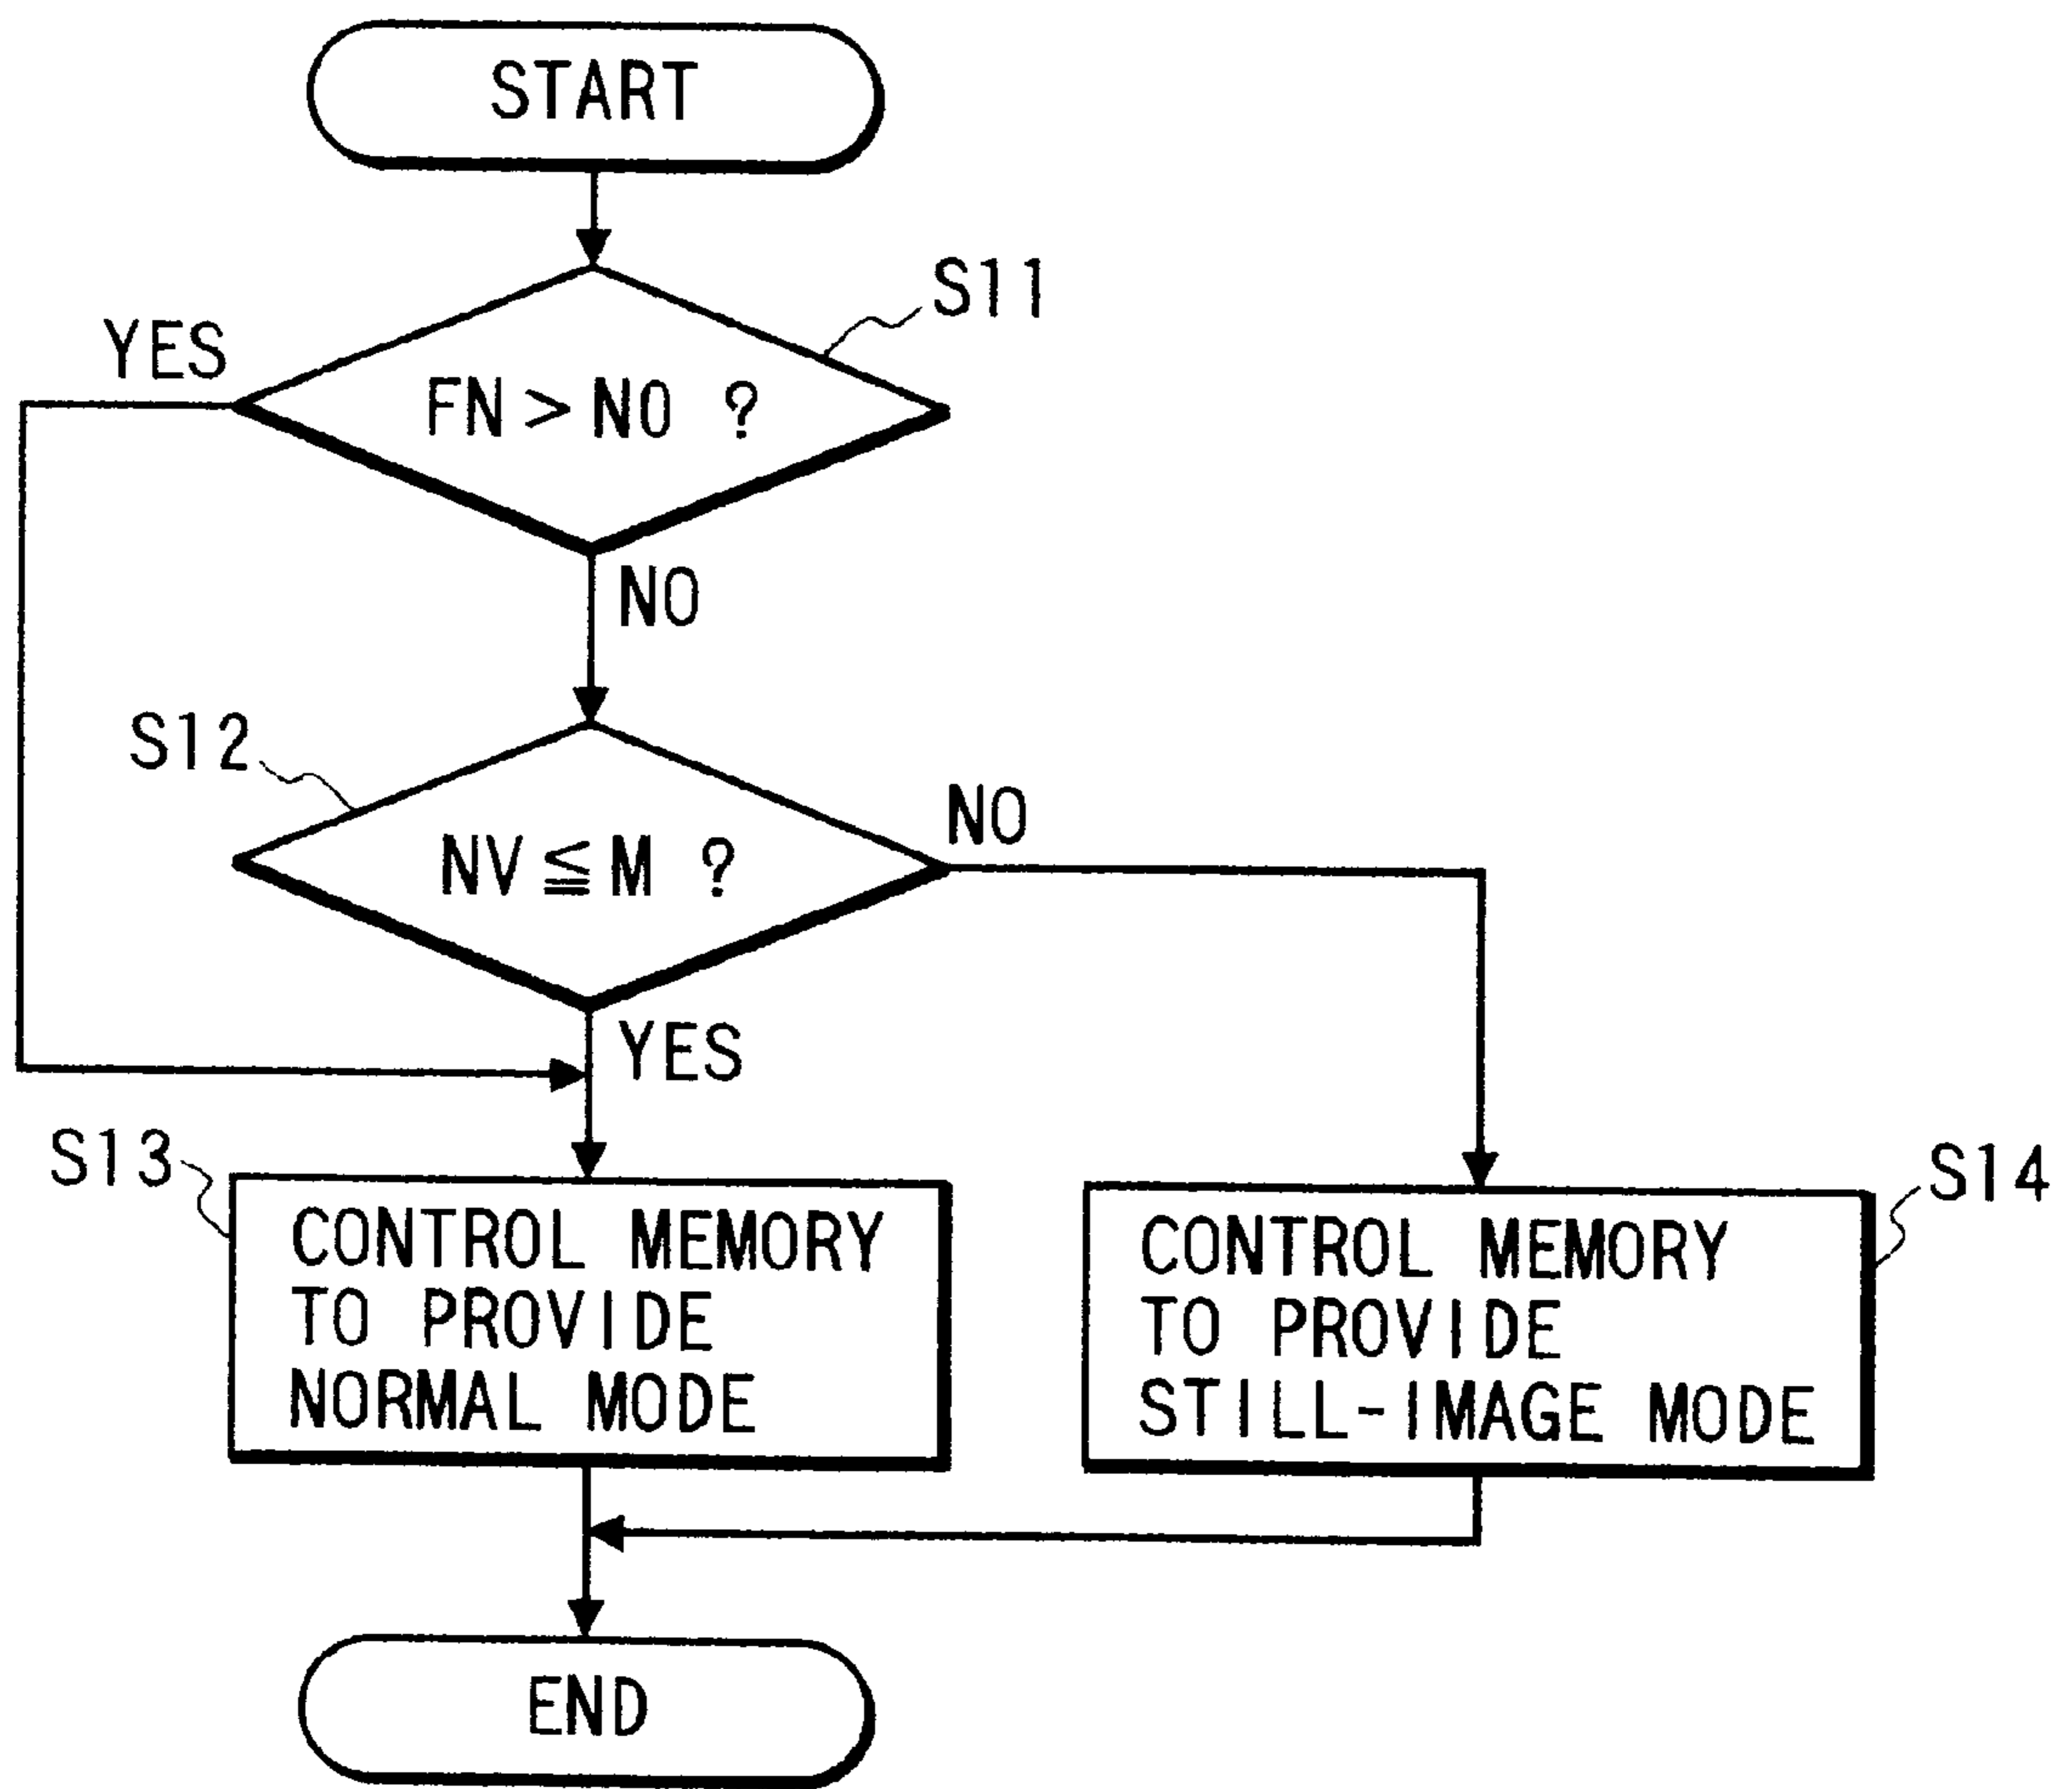 START
S11
YES
FN > NO ?
NO
S12
NO
NV ≦ M ?
YES
S13
CONTROL MEMORY
TO PROVIDE
NORMAL MODE
S14
CONTROL MEMORY
TO PROVIDE
STILL-IMAGE MODE
END